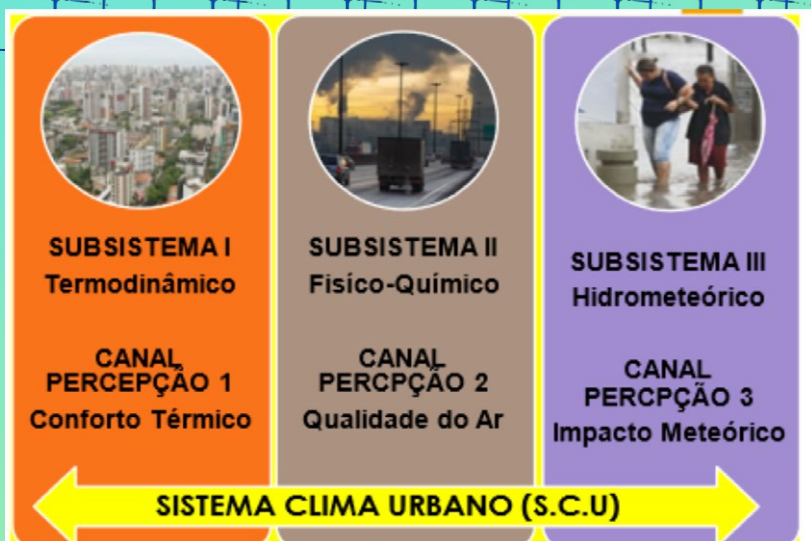 SUBSISTEMA I
Termodinâmico
CANAL
PERCEPÇÃO 1
Conforto Térmico
SUBSISTEMA II
Fisíco-Químico
CANAL
PERCPÇÃO 2
Qualidade do Ar
SUBSISTEMA III
Hidrometeórico
CANAL
PERCPÇÃO 3
Impacto Meteórico
SISTEMA CLIMA URBANO (S.C.U)